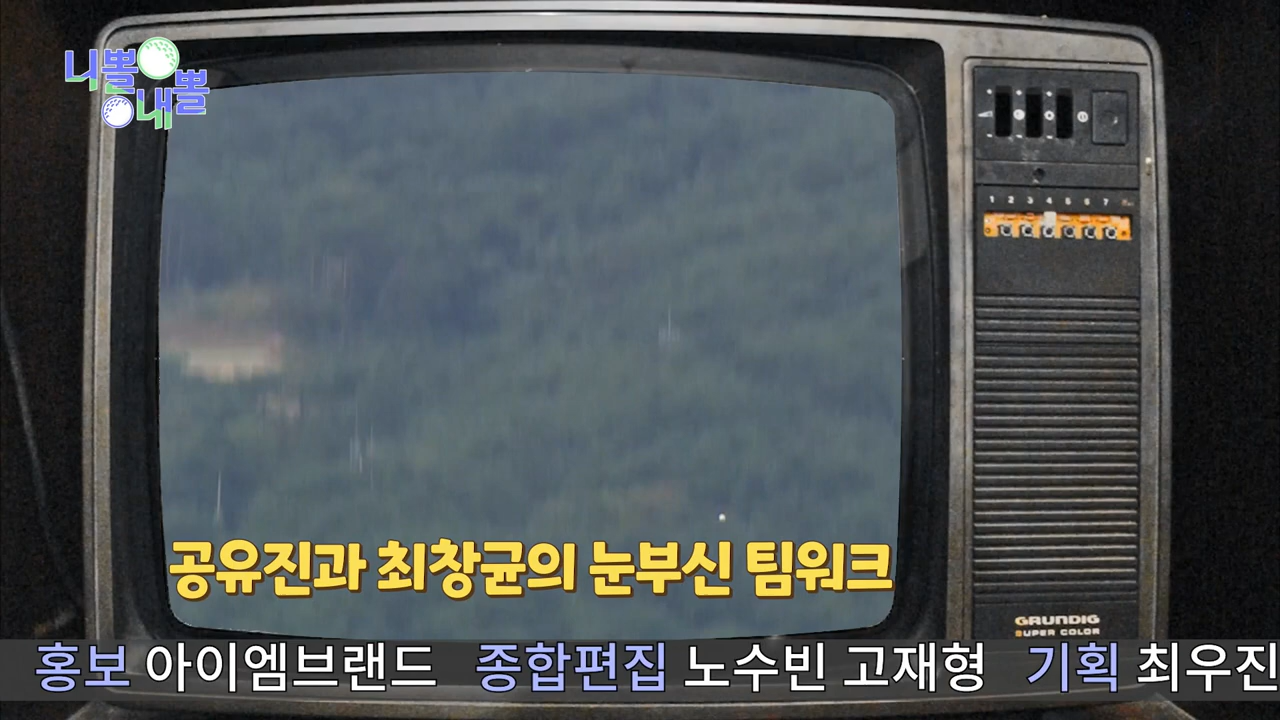 니뽈
내뽈
1 2 3 4 5 6 7
공유진과 최창균의 눈부신 팀워크
GRUNDIG
SUPER COLOR
홍보 아이엠브랜드 종합편집 노수빈 고재형 기획 최우진